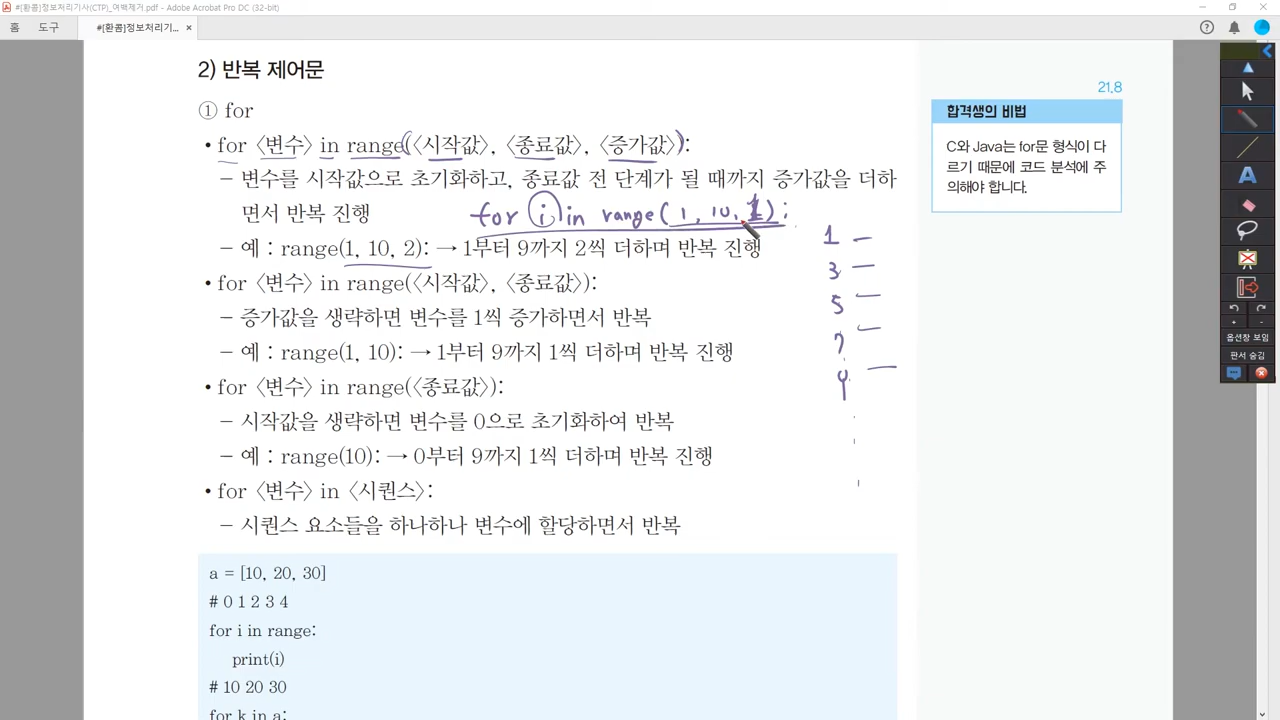 #[환콤]정보처리기사(CTP)_여백제거.pdf - Adobe Acrobat Pro DC (32-bit)
홈 도구 #[환콤]정보처리기... ×
2) 반복 제어문
① for
• for 〈변수〉 in range(〈시작값〉, 〈종료값〉, 〈증가값〉):
− 변수를 시작값으로 초기화하고, 종료값 전 단계가 될 때까지 증가값을 더하
면서 반복 진행
for i in range(1, 10, 1):
− 예 : range(1, 10, 2): → 1부터 9까지 2씩 더하며 반복 진행
• for 〈변수〉 in range(〈시작값〉, 〈종료값〉):
− 증가값을 생략하면 변수를 1씩 증가하면서 반복
− 예 : range(1, 10): → 1부터 9까지 1씩 더하며 반복 진행
• for 〈변수〉 in range(〈종료값〉):
− 시작값을 생략하면 변수를 0으로 초기화하여 반복
− 예 : range(10): → 0부터 9까지 1씩 더하며 반복 진행
• for 〈변수〉 in 〈시퀀스〉:
− 시퀀스 요소들을 하나하나 변수에 할당하면서 반복
a = [10, 20, 30]
# 0 1 2 3 4
for i in range:
print(i)
# 10 20 30
for k in a:
1
3
5
7
9
21.8
합격생의 비법
C와 Java는 for문 형식이 다
르기 때문에 코드 분석에 주
의해야 합니다.
옵션창 보임
판서 숨김